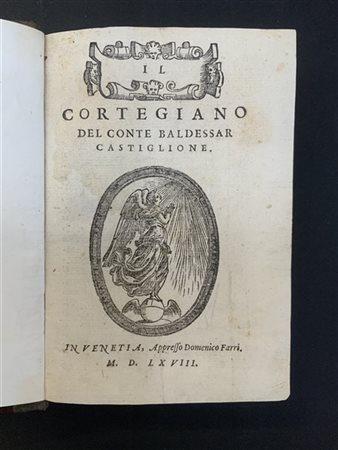 IL
CORTEGIANO
DEL CONTE BALDESSAR
CASTIGLIONE.
IN VENETIA, Appresso Domenico Farri.
M. D. LXVIII.